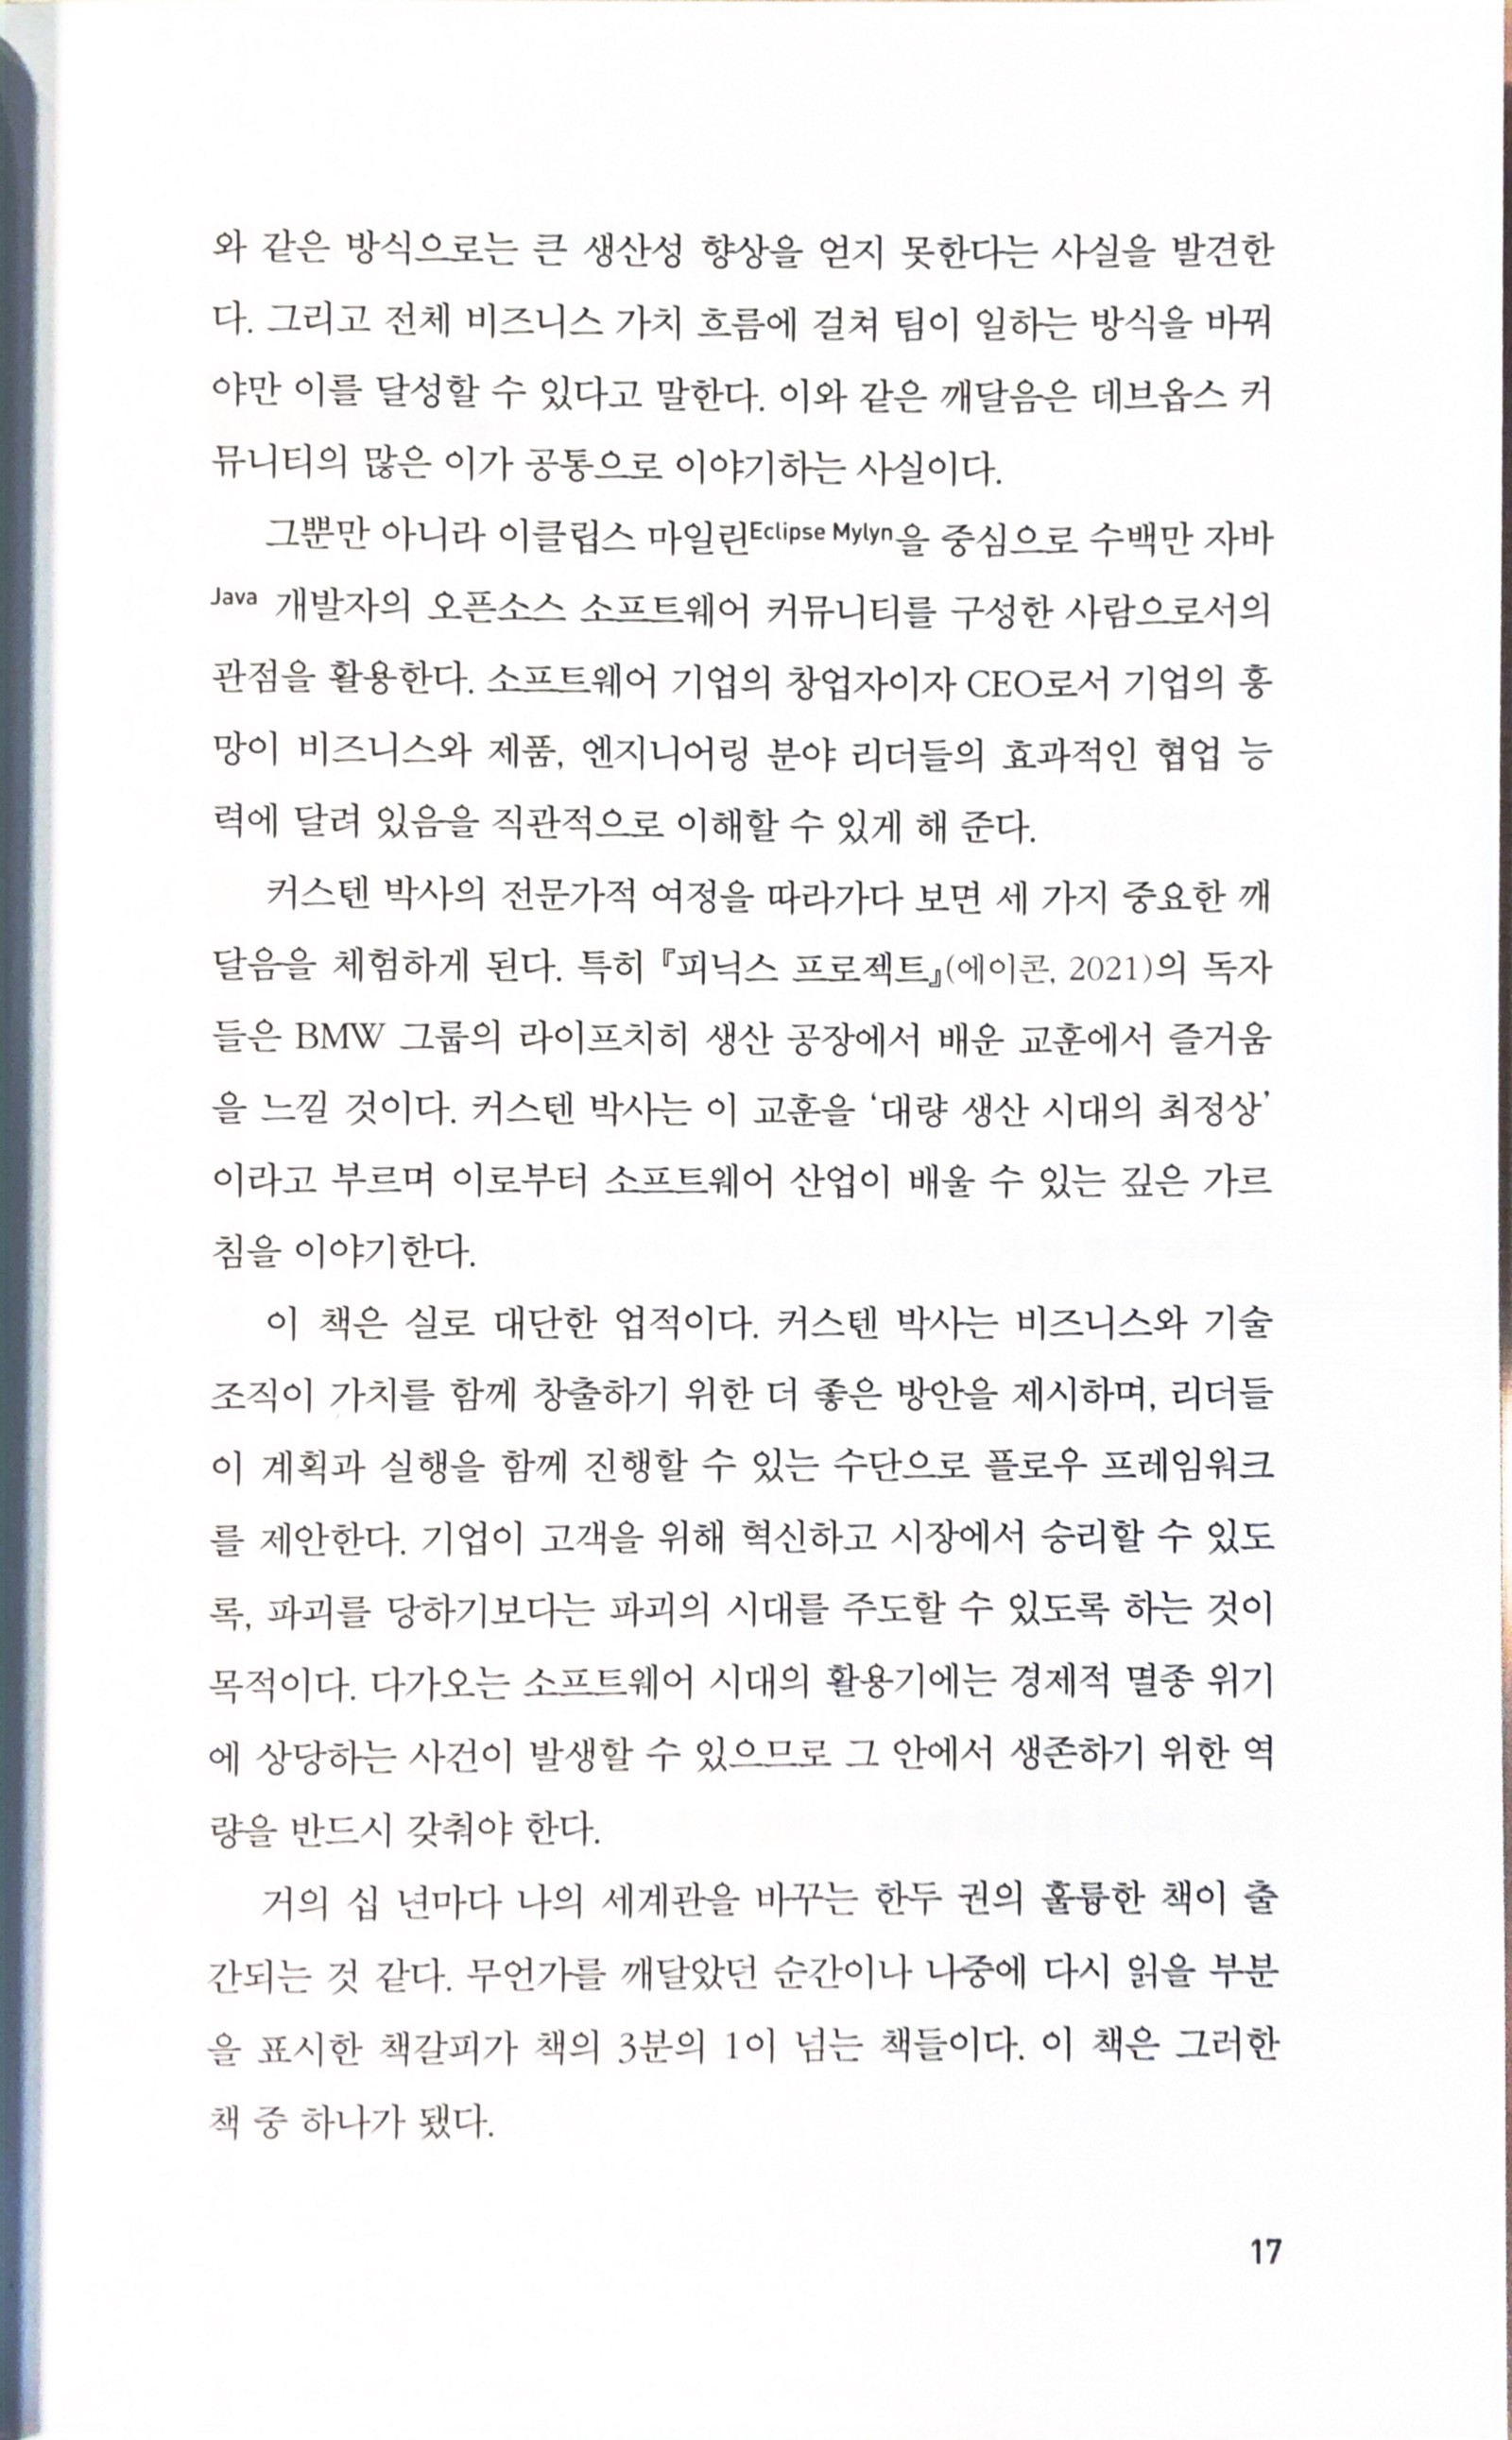 와 같은 방식으로는 큰 생산성 향상을 얻지 못한다는 사실을 발견한
다. 그리고 전체 비즈니스 가치 흐름에 걸쳐 팀이 일하는 방식을 바꿔
야만 이를 달성할 수 있다고 말한다. 이와 같은 깨달음은 데브옵스 커
뮤니티의 많은 이가 공통으로 이야기하는 사실이다.
그뿐만 아니라 이클립스 마일린Eclipse Mylyn을 중심으로 수백만 자바
Java 개발자의 오픈소스 소프트웨어 커뮤니티를 구성한 사람으로서의
관점을 활용한다. 소프트웨어 기업의 창업자이자 CEO로서 기업의 흥
망이 비즈니스와 제품, 엔지니어링 분야 리더들의 효과적인 협업 능
력에 달려 있음을 직관적으로 이해할 수 있게 해 준다.
커스텐 박사의 전문가적 여정을 따라가다 보면 세 가지 중요한 깨
달음을 체험하게 된다. 특히 『피닉스 프로젝트』(에이콘, 2021)의 독자
들은 BMW 그룹의 라이프치히 생산 공장에서 배운 교훈에서 즐거움
을 느낄 것이다. 커스텐 박사는 이 교훈을 ‘대량 생산 시대의 최정상’
이라고 부르며 이로부터 소프트웨어 산업이 배울 수 있는 깊은 가르
침을 이야기한다.
이 책은 실로 대단한 업적이다. 커스텐 박사는 비즈니스와 기술
조직이 가치를 함께 창출하기 위한 더 좋은 방안을 제시하며, 리더들
이 계획과 실행을 함께 진행할 수 있는 수단으로 플로우 프레임워크
를 제안한다. 기업이 고객을 위해 혁신하고 시장에서 승리할 수 있도
록, 파괴를 당하기보다는 파괴의 시대를 주도할 수 있도록 하는 것이
목적이다. 다가오는 소프트웨어 시대의 활용기에는 경제적 멸종 위기
에 상당하는 사건이 발생할 수 있으므로 그 안에서 생존하기 위한 역
량을 반드시 갖춰야 한다.
거의 십 년마다 나의 세계관을 바꾸는 한두 권의 훌륭한 책이 출
간되는 것 같다. 무언가를 깨달았던 순간이나 나중에 다시 읽을 부분
을 표시한 책갈피가 책의 3분의 1이 넘는 책들이다. 이 책은 그러한
책 중 하나가 됐다.
17